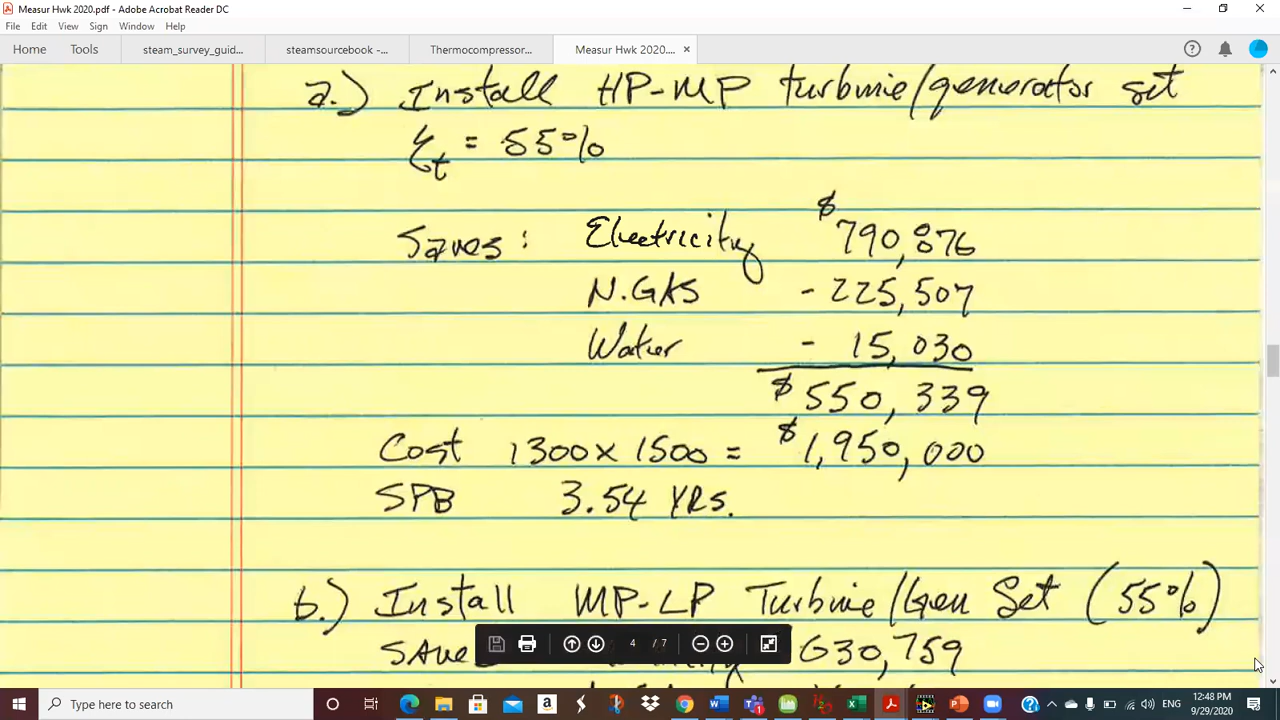 Measur Hwk 2020.pdf - Adobe Acrobat Reader DC
File Edit View Sign Window Help
Home Tools steam_survey_guid... steamsourcebook -... Thermocompressor... Measur Hwk 2020.... ×
a.) Install HP-MP turbine/generator set
ξt = 55%
Saves: Electricity $790,876
N.GAS - 225,507
Water - 15,030
$550,339
Cost 1300 x 1500 = $1,950,000
SPB 3.54 YRS.
b.) Install MP-LP Turbine/Gen Set (55%)
4 / 7
630,759
Type here to search
12:48 PM
9/29/2020